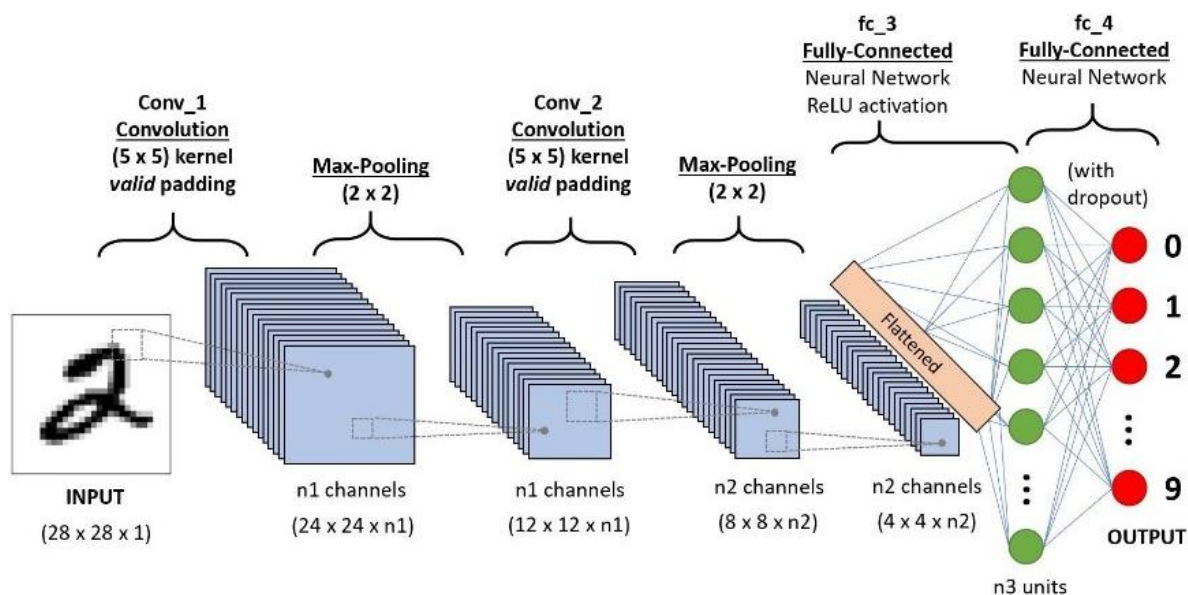 fc_3
Fully-Connected
Neural Network
ReLU activation
fc_4
Fully-Connected
Neural Network
Conv_1
Convolution
(5 x 5) kernel
valid padding
Max-Pooling
(2 x 2)
Conv_2
Convolution
(5 x 5) kernel
valid padding
Max-Pooling
(2 x 2)
(with
dropout)
Flattened
2
0
1
2
...
9
...
INPUT
(28 x 28 x 1)
n1 channels
(24 x 24 x n1)
n1 channels
(12 x 12 x n1)
n2 channels
(8 x 8 x n2)
n2 channels
(4 x 4 x n2)
n3 units
OUTPUT